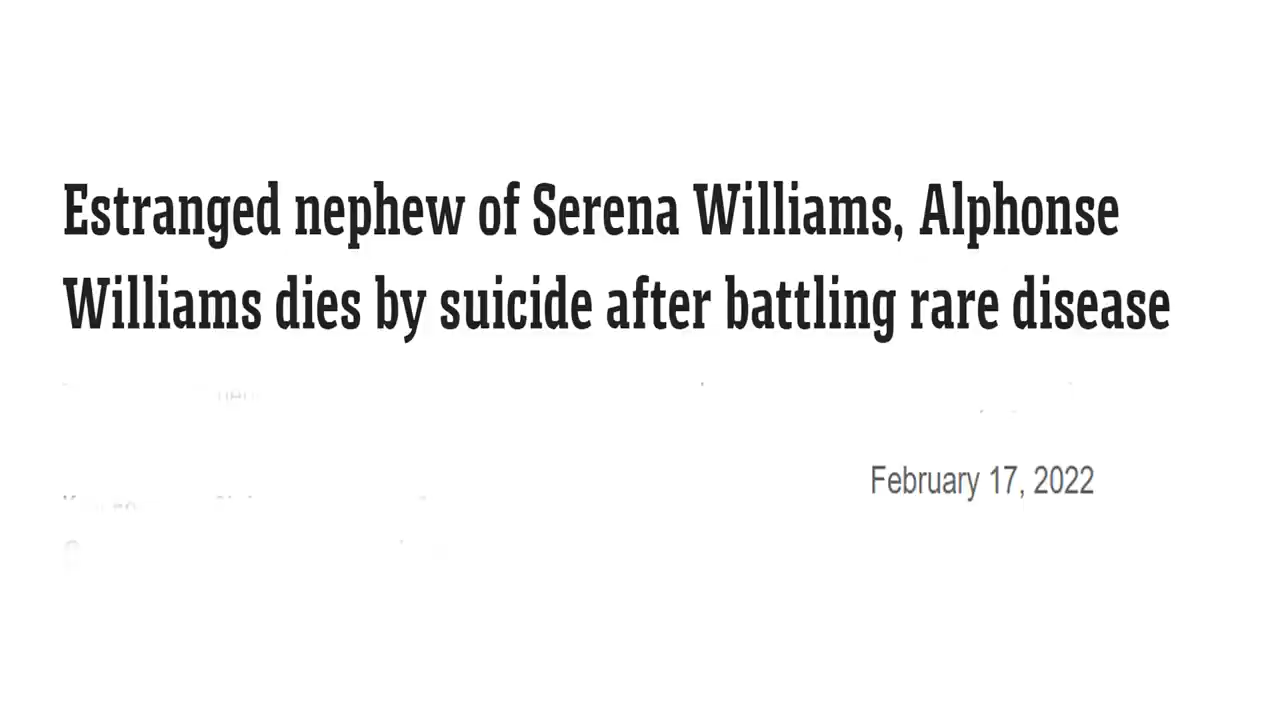 Estranged nephew of Serena Williams, Alphonse
Williams dies by suicide after battling rare disease
February 17, 2022